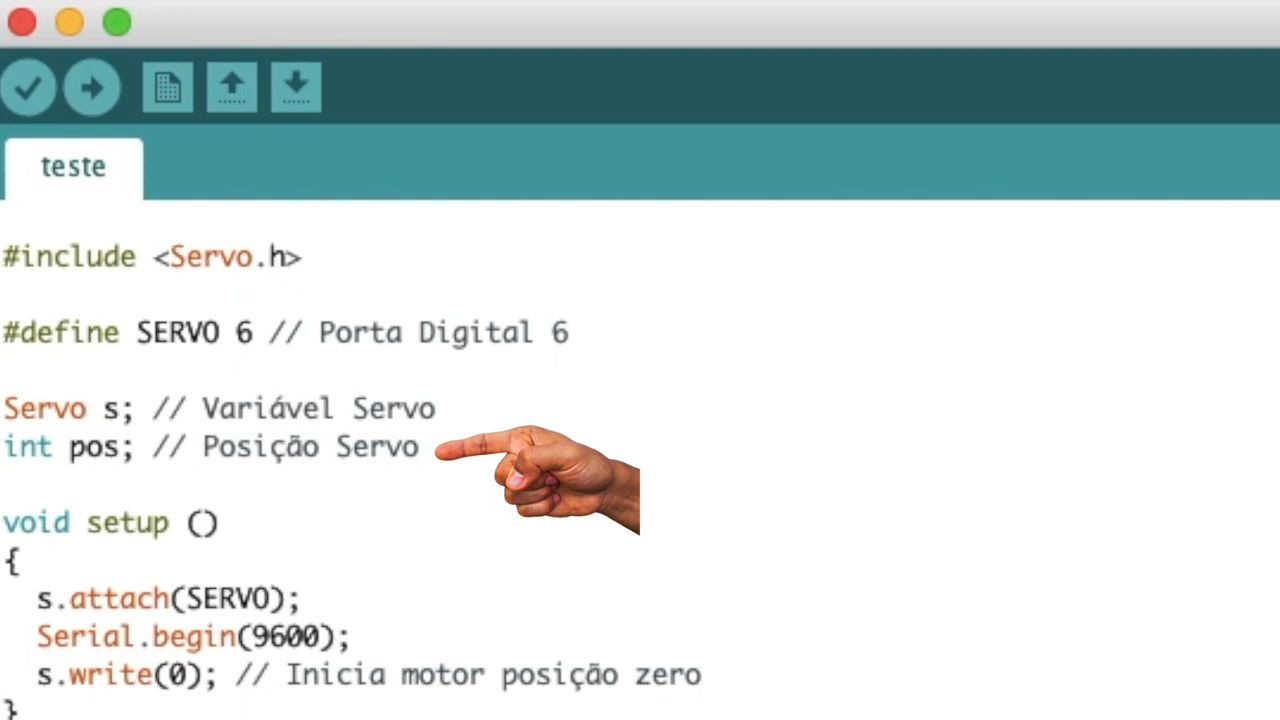 teste
#include <Servo.h>
#define SERVO 6 // Porta Digital 6
Servo s; // Variável Servo
int pos; // Posição Servo
void setup ()
{
s.attach(SERVO);
Serial.begin(9600);
s.write(0); // Inicia motor posição zero
}